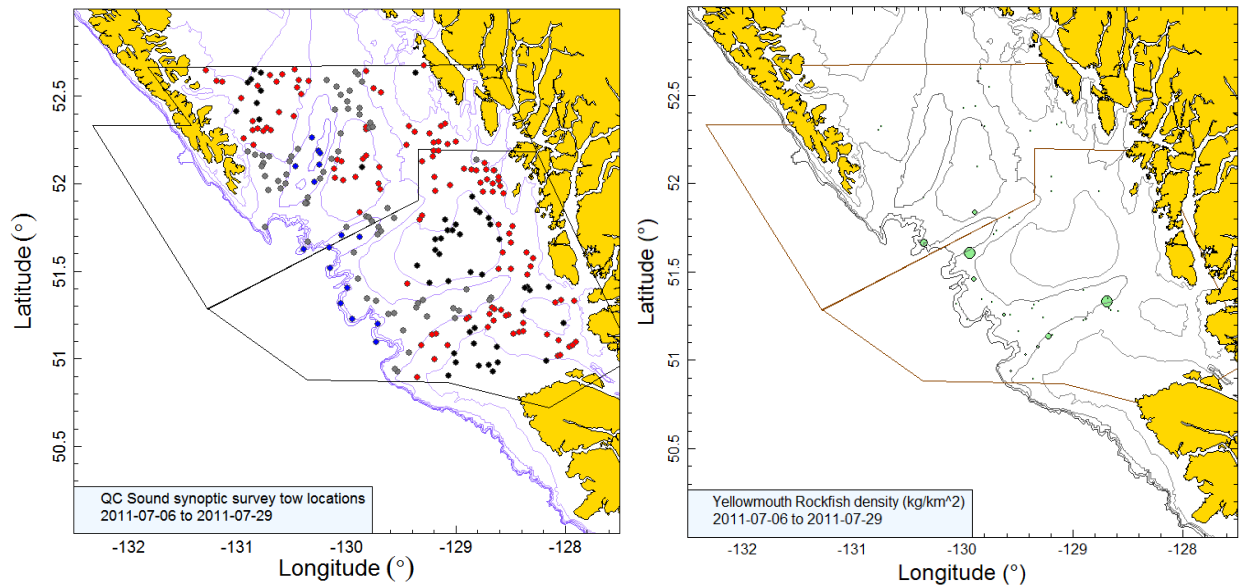 52.5
52
51.5
51
50.5
Latitude (°)
QC Sound synoptic survey tow locations
2011-07-06 to 2011-07-29
-132
-131
-130
-129
-128
Longitude (°)
52.5
52
51.5
51
50.5
Latitude (°)
Yellowmouth Rockfish density (kg/km^2)
2011-07-06 to 2011-07-29
-132
-131
-130
-129
-128
Longitude (°)